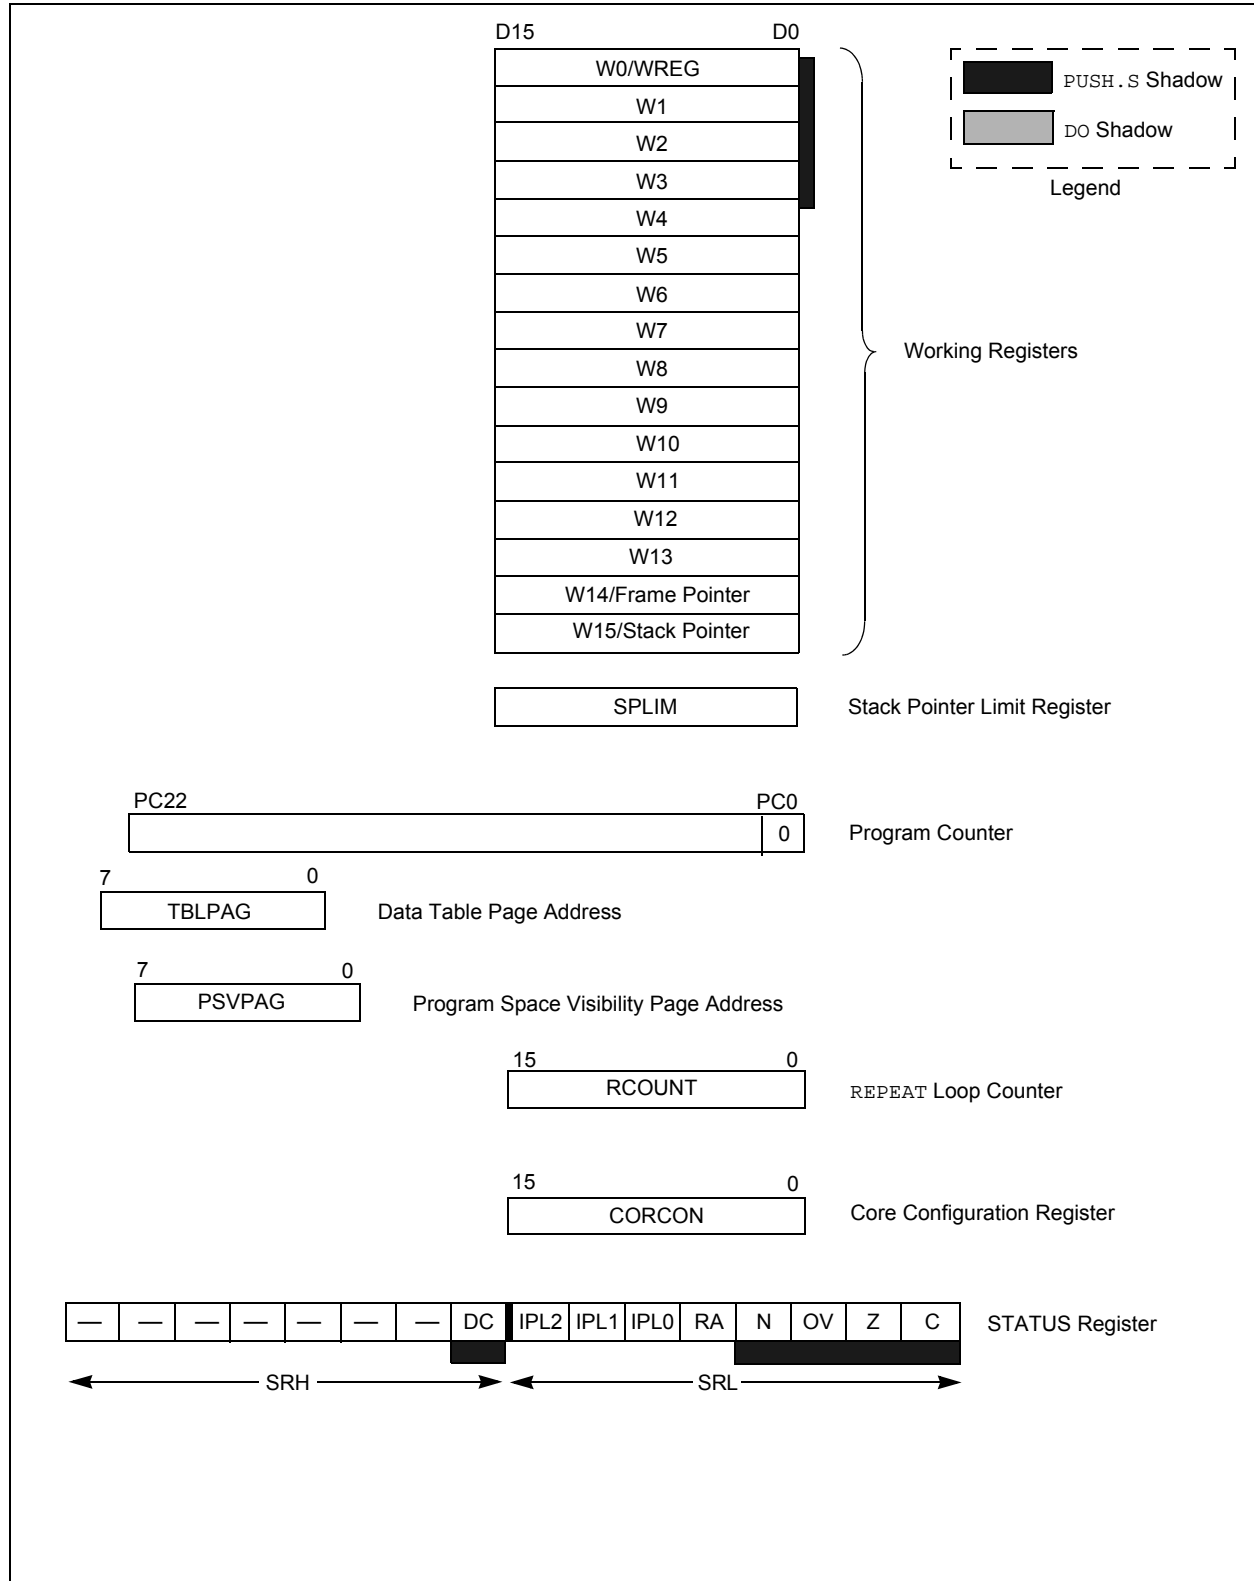 D15 D0
W0/WREG
W1
W2
W3
W4
W5
W6
W7
W8
W9
W10
W11
W12
W13
W14/Frame Pointer
W15/Stack Pointer
PUSH.S Shadow
DO Shadow
Legend
Working Registers
SPLIM Stack Pointer Limit Register
PC22 PC0
0 Program Counter
7 0
TBLPAG Data Table Page Address
7 0
PSVPAG Program Space Visibility Page Address
15 0
RCOUNT REPEAT Loop Counter
15 0
CORCON Core Configuration Register
— — — — — — — DC IPL2 IPL1 IPL0 RA N OV Z C STATUS Register
SRH SRL